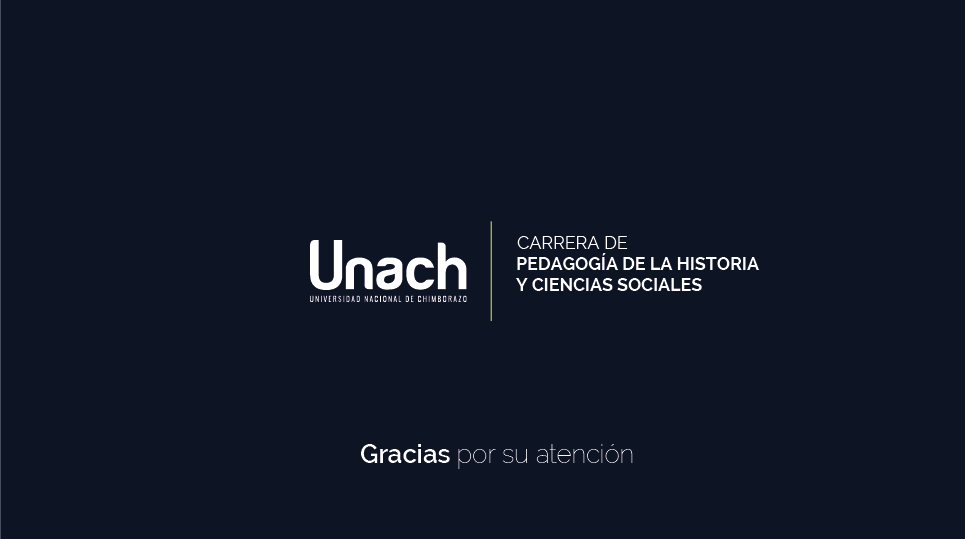 Unach
UNIVERSIDAD NACIONAL DE CHIMBORAZO
CARRERA DE
PEDAGOGÍA DE LA HISTORIA
Y CIENCIAS SOCIALES
Gracias por su atención